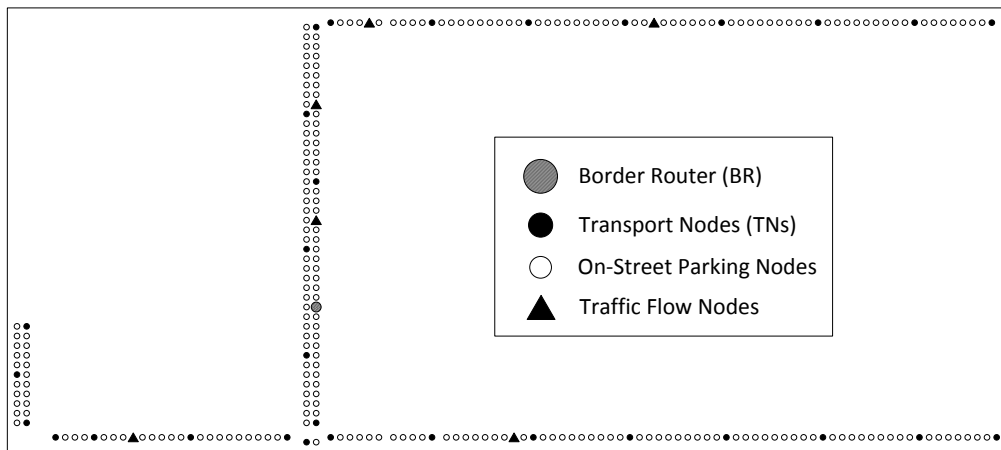 Border Router (BR)
Transport Nodes (TNs)
On-Street Parking Nodes
Traffic Flow Nodes